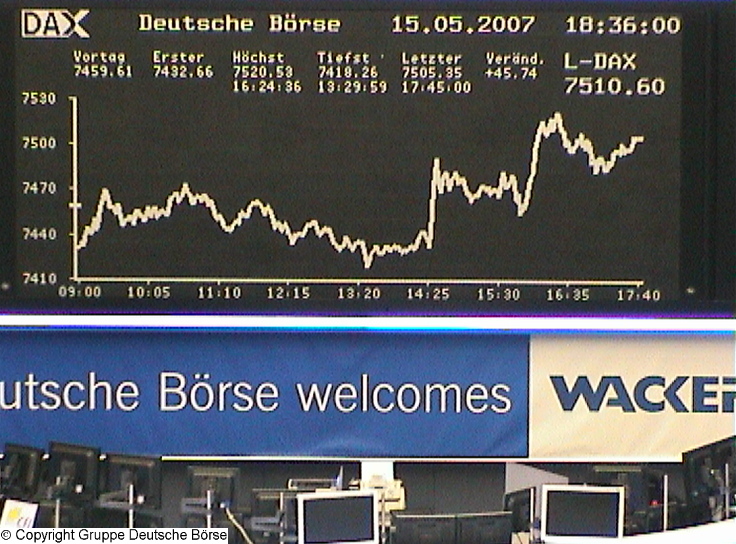 DAX Deutsche Börse 15.05.2007 18:36:00
Vortag Erster Höchst Tiefst Letzter Veränd. L-DAX
7459.61 7432.66 7520.53 7418.26 7505.35 +45.74 7510.60
16:24:36 13:29:59 17:45:00
7530
7500
7470
7440
7410
09:00 10:05 11:10 12:15 13:20 14:25 15:30 16:35 17:40
utsche Börse welcomes WACKER
© Copyright Gruppe Deutsche Börse